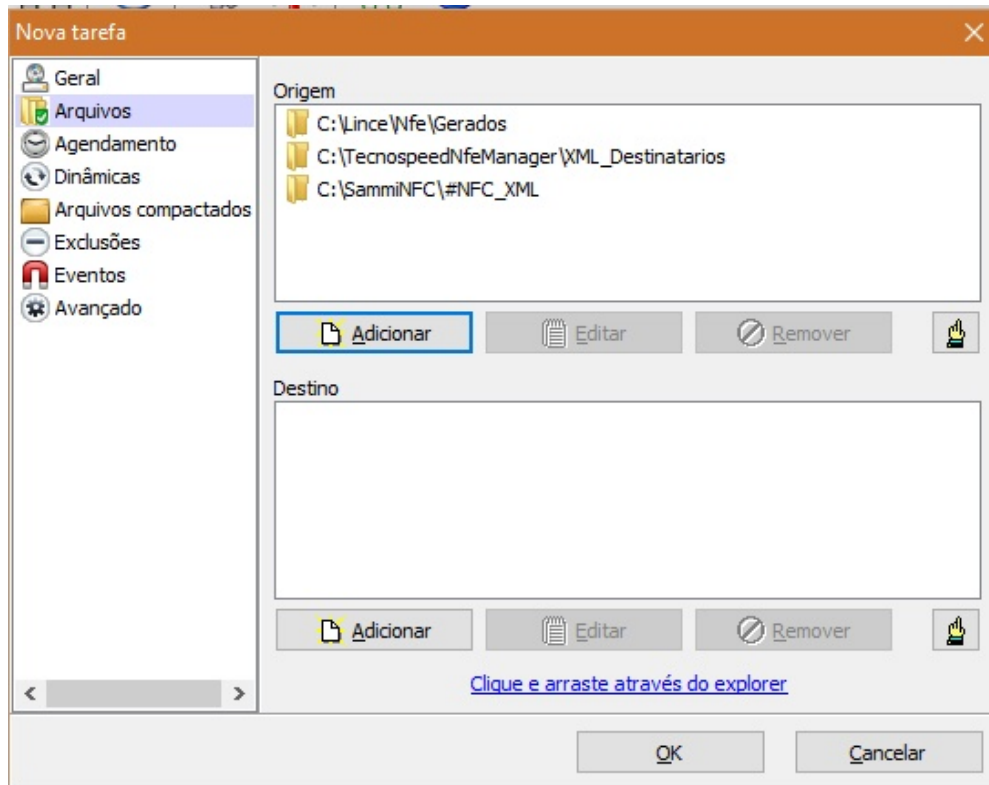 Nova tarefa
Geral
Arquivos
Agendamento
Dinâmicas
Arquivos compactados
Exclusões
Eventos
Avançado
Origem
C:\Lince\Nfe\Gerados
C:\TecnospeedNfeManager\XML_Destinatarios
C:\SammiNFC\#NFC_XML
Adicionar Editar Remover
Destino
Adicionar Editar Remover
Clique e arraste através do explorer
OK Cancelar